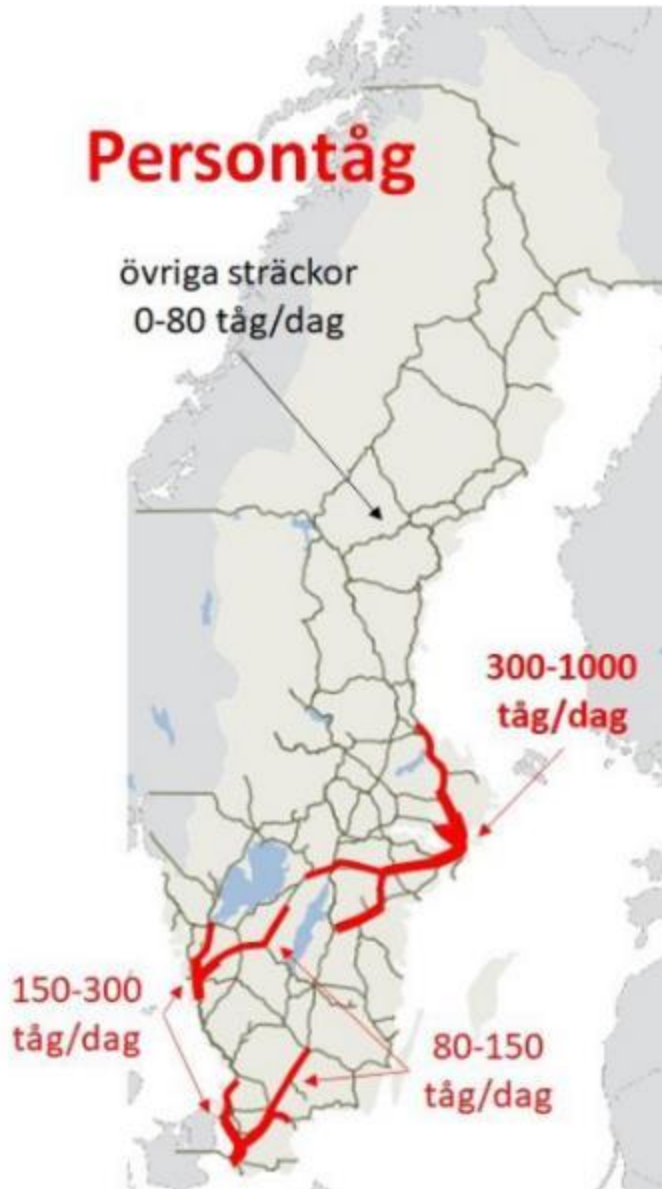 Persontåg
övriga sträckor
0-80 tåg/dag
300-1000
tåg/dag
150-300
tåg/dag
80-150
tåg/dag